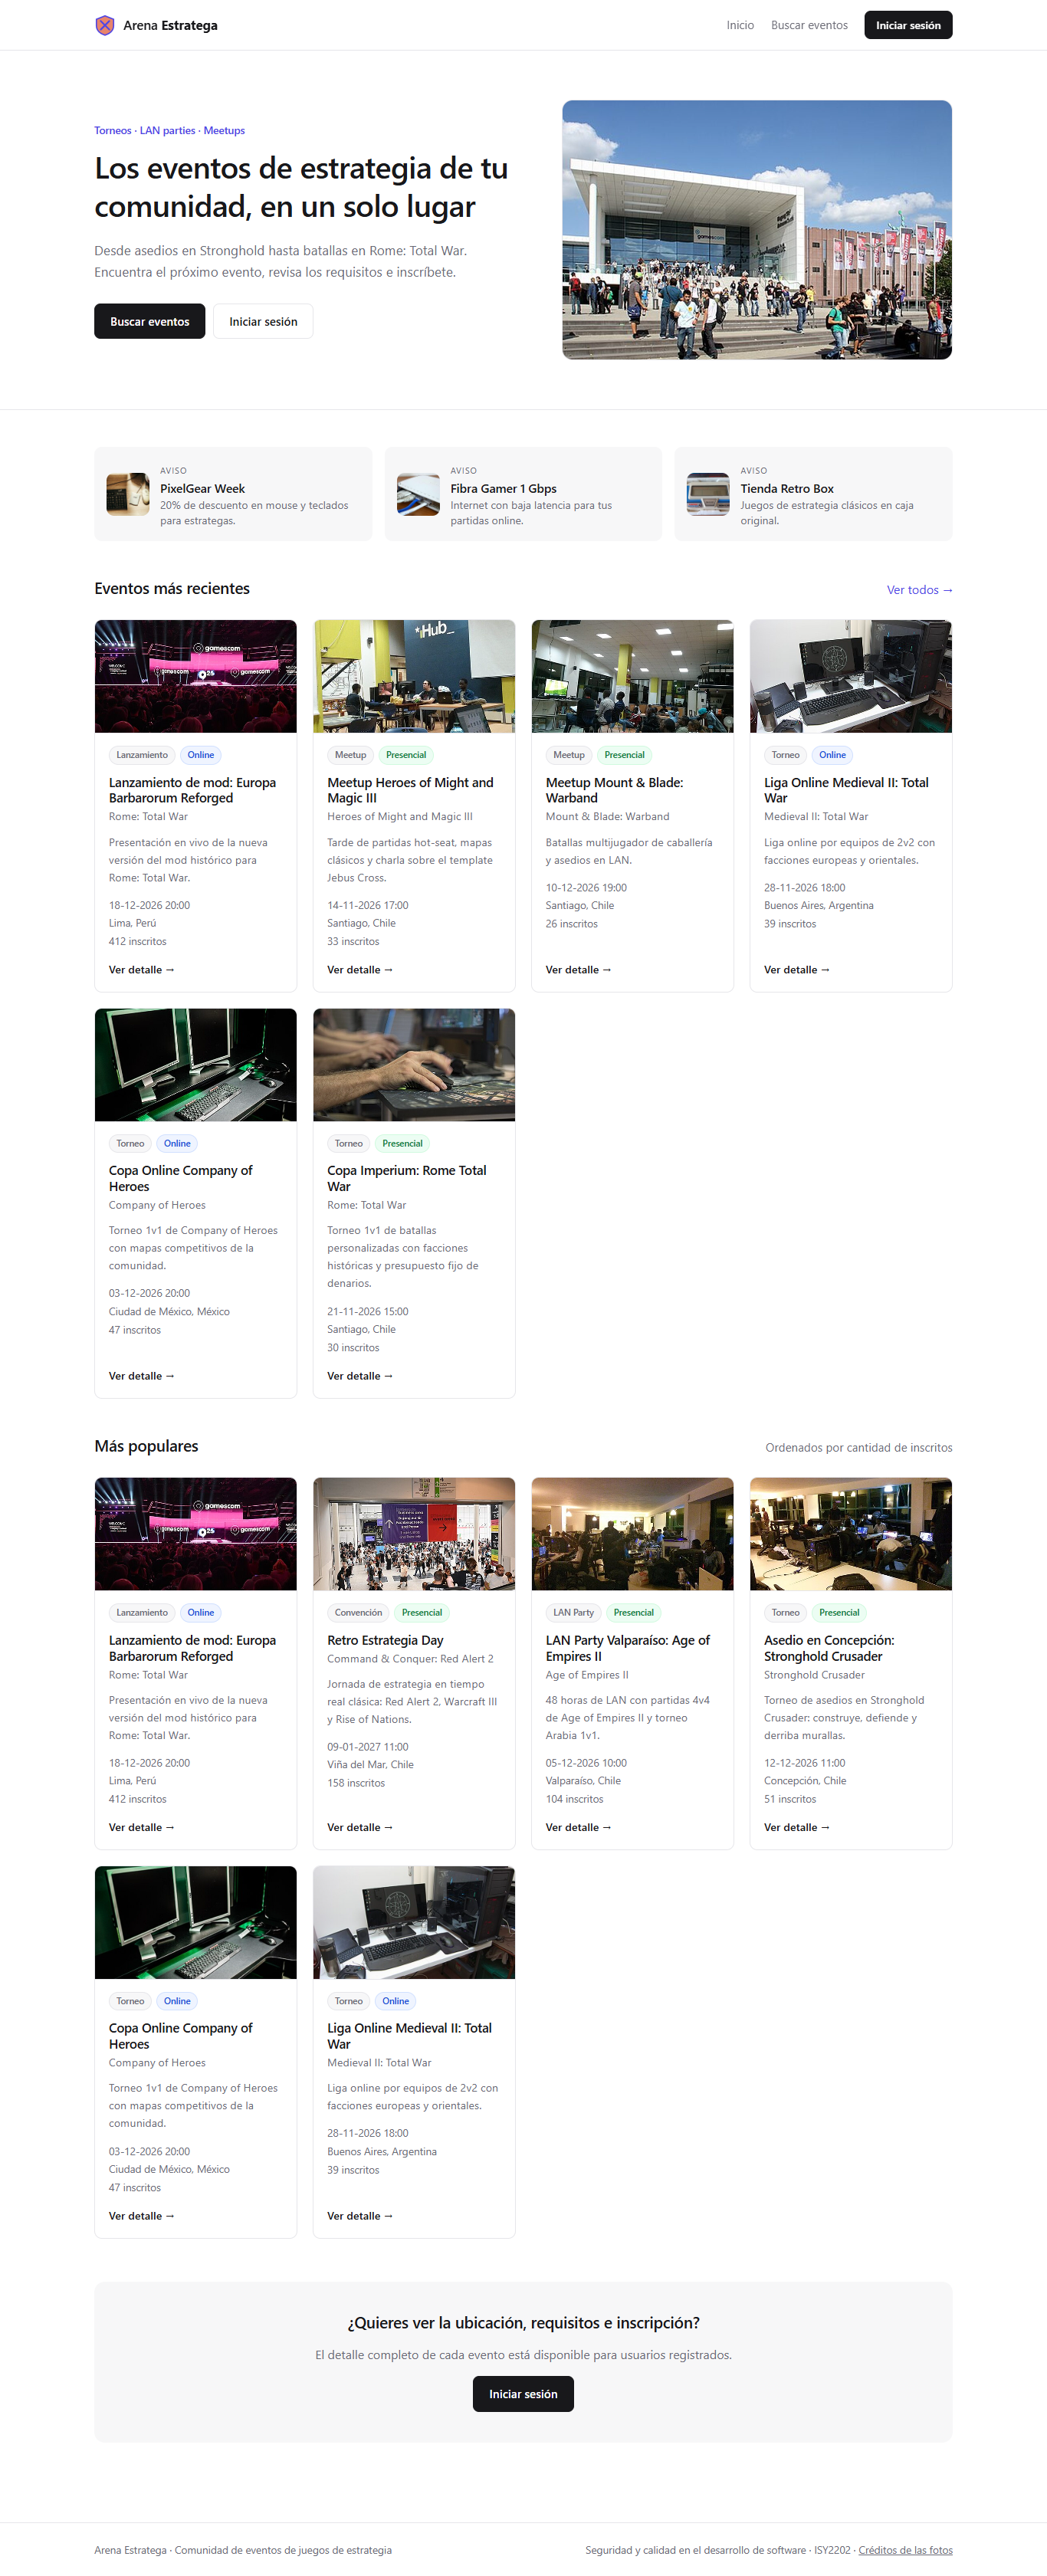 Arena Estratega
Inicio
Buscar eventos
Iniciar sesión
Torneos · LAN parties · Meetups
Los eventos de estrategia de tu
comunidad, en un solo lugar
Desde asedios en Stronghold hasta batallas en Rome: Total War.
Encuentra el próximo evento, revisa los requisitos e inscríbete.
Buscar eventos
Iniciar sesión
gamescom
AVISO
PixelGear Week
20% de descuento en mouse y teclados
para estrategas.
AVISO
Fibra Gamer 1 Gbps
Internet con baja latencia para tus
partidas online.
AVISO
Tienda Retro Box
Juegos de estrategia clásicos en caja
original.
Eventos más recientes
Ver todos →
gamescom
gamescom
25
gamescom
Lanzamiento
Online
Lanzamiento de mod: Europa
Barbarorum Reforged
Rome: Total War
Presentación en vivo de la nueva
versión del mod histórico para
Rome: Total War.
18-12-2026 20:00
Lima, Perú
412 inscritos
Ver detalle →
*iHub_
Meetup
Presencial
Meetup Heroes of Might and
Magic III
Heroes of Might and Magic III
Tarde de partidas hot-seat, mapas
clásicos y charla sobre el template
Jebus Cross.
14-11-2026 17:00
Santiago, Chile
33 inscritos
Ver detalle →
Meetup
Presencial
Meetup Mount & Blade:
Warband
Mount & Blade: Warband
Batallas multijugador de caballería
y asedios en LAN.
10-12-2026 19:00
Santiago, Chile
26 inscritos
Ver detalle →
Torneo
Online
Liga Online Medieval II: Total
War
Medieval II: Total War
Liga online por equipos de 2v2 con
facciones europeas y orientales.
28-11-2026 18:00
Buenos Aires, Argentina
39 inscritos
Ver detalle →
Torneo
Online
Copa Online Company of
Heroes
Company of Heroes
Torneo 1v1 de Company of Heroes
con mapas competitivos de la
comunidad.
03-12-2026 20:00
Ciudad de México, México
47 inscritos
Ver detalle →
Torneo
Presencial
Copa Imperium: Rome Total
War
Rome: Total War
Torneo 1v1 de batallas
personalizadas con facciones
históricas y presupuesto fijo de
denarios.
21-11-2026 15:00
Santiago, Chile
30 inscritos
Ver detalle →
Más populares
Ordenados por cantidad de inscritos
gamescom
gamescom
25
gamescom
Lanzamiento
Online
Lanzamiento de mod: Europa
Barbarorum Reforged
Rome: Total War
Presentación en vivo de la nueva
versión del mod histórico para
Rome: Total War.
18-12-2026 20:00
Lima, Perú
412 inscritos
Ver detalle →
Convención
Presencial
Retro Estrategia Day
Command & Conquer: Red Alert 2
Jornada de estrategia en tiempo
real clásica: Red Alert 2, Warcraft III
y Rise of Nations.
09-01-2027 11:00
Viña del Mar, Chile
158 inscritos
Ver detalle →
LAN Party
Presencial
LAN Party Valparaíso: Age of
Empires II
Age of Empires II
48 horas de LAN con partidas 4v4
de Age of Empires II y torneo
Arabia 1v1.
05-12-2026 10:00
Valparaíso, Chile
104 inscritos
Ver detalle →
Torneo
Presencial
Asedio en Concepción:
Stronghold Crusader
Stronghold Crusader
Torneo de asedios en Stronghold
Crusader: construye, defiende y
derriba murallas.
12-12-2026 11:00
Concepción, Chile
51 inscritos
Ver detalle →
Torneo
Online
Copa Online Company of
Heroes
Company of Heroes
Torneo 1v1 de Company of Heroes
con mapas competitivos de la
comunidad.
03-12-2026 20:00
Ciudad de México, México
47 inscritos
Ver detalle →
Torneo
Online
Liga Online Medieval II: Total
War
Medieval II: Total War
Liga online por equipos de 2v2 con
facciones europeas y orientales.
28-11-2026 18:00
Buenos Aires, Argentina
39 inscritos
Ver detalle →
¿Quieres ver la ubicación, requisitos e inscripción?
El detalle completo de cada evento está disponible para usuarios registrados.
Iniciar sesión
Arena Estratega · Comunidad de eventos de juegos de estrategia
Seguridad y calidad en el desarrollo de software · ISY2202 · Créditos de las fotos